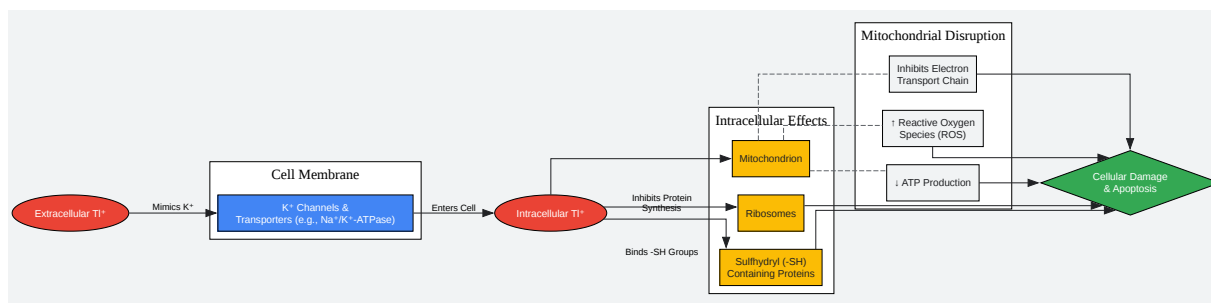 Mitochondrial Disruption
Inhibits Electron
Transport Chain
Intracellular Effects
↑ Reactive Oxygen
Species (ROS)
Mitochondrion
Cell Membrane
↓ ATP Production
Cellular Damage
& Apoptosis
Extracellular Tl⁺
Mimics K⁺
K⁺ Channels &
Transporters (e.g., Na⁺/K⁺-ATPase)
Enters Cell
Intracellular Tl⁺
Inhibits Protein
Synthesis
Ribosomes
Binds -SH Groups
Sulfhydryl (-SH)
Containing Proteins